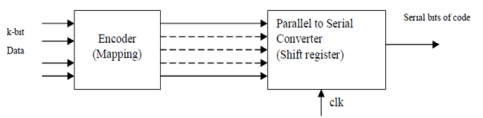 k-bit
Data
Encoder
(Mapping)
Parallel to Serial
Converter
(Shift register)
Serial bits of code
clk